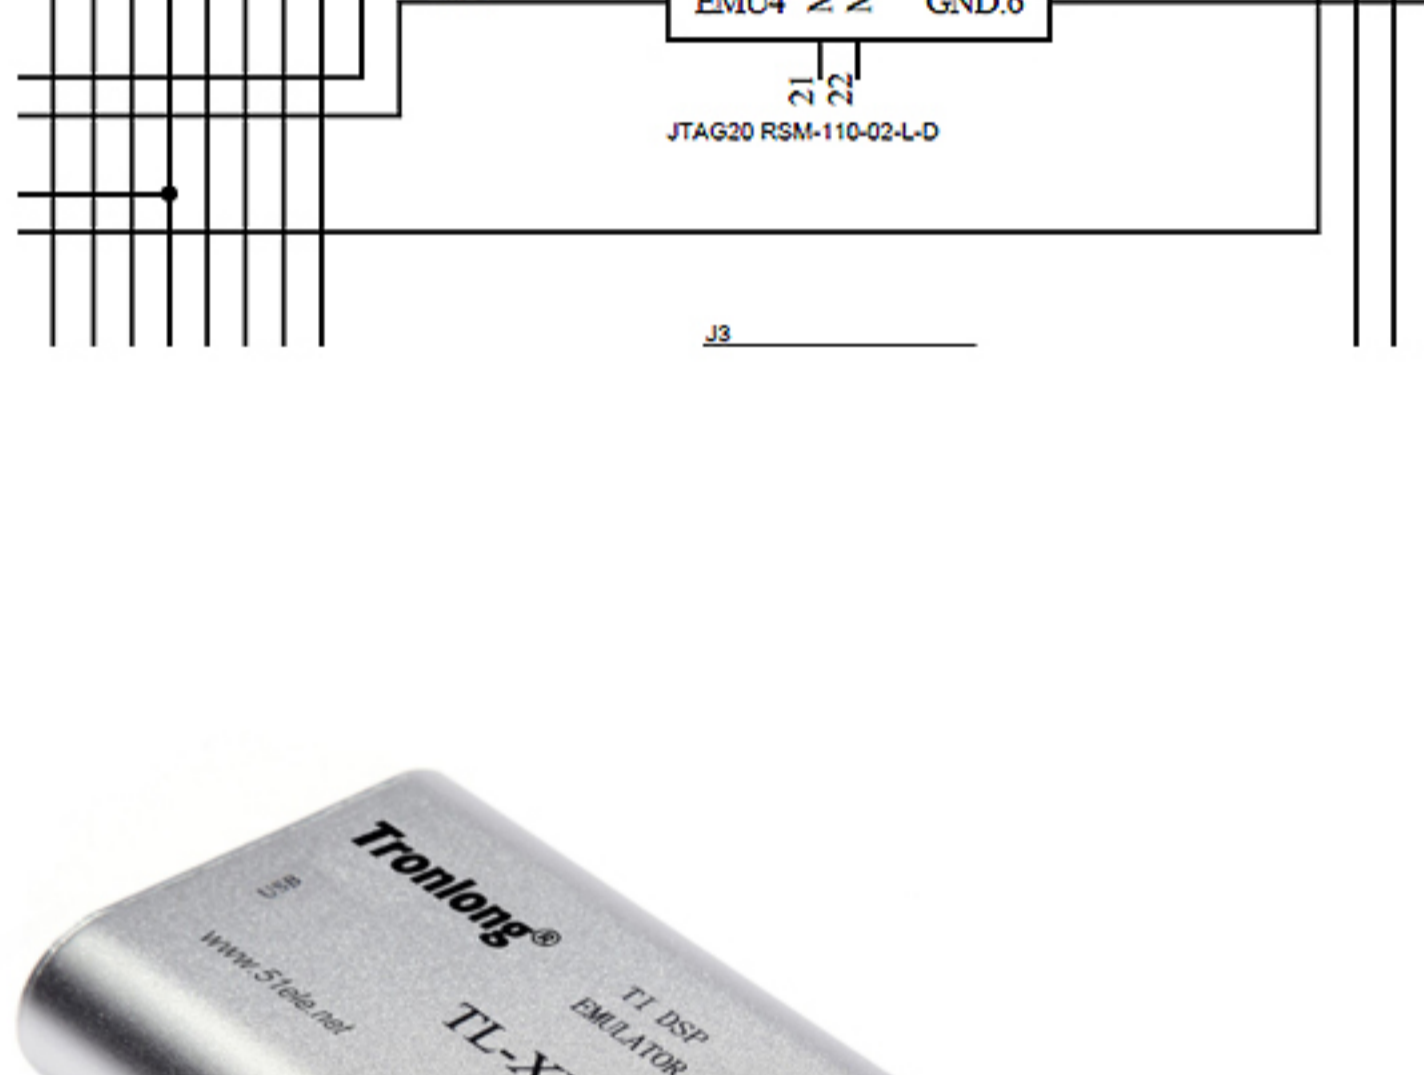 EMU4 GND.6
21 22
JTAG20 RSM-110-02-L-D
J3
Tronlong®
USB
www.51ele.net
TI DSP
EMULATOR